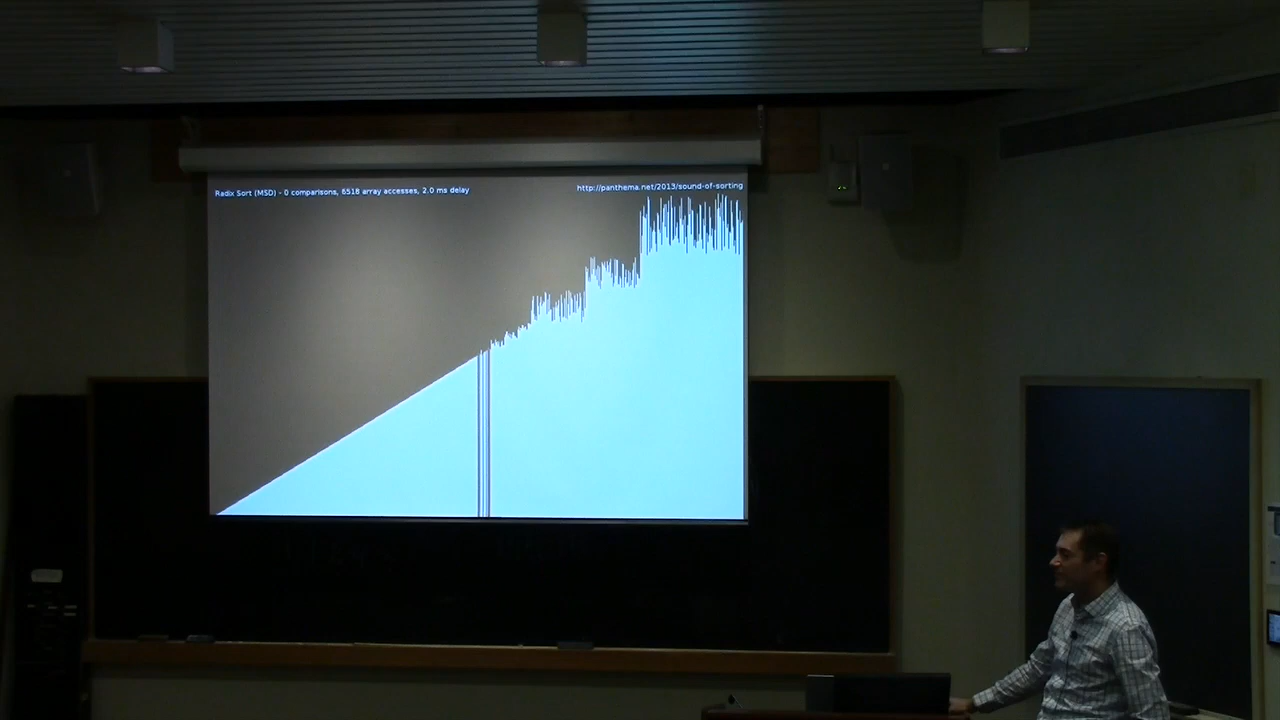 Radix Sort (MSD) - 0 comparisons, 6518 array accesses, 2.0 ms delay
http://panthema.net/2013/sound-of-sorting